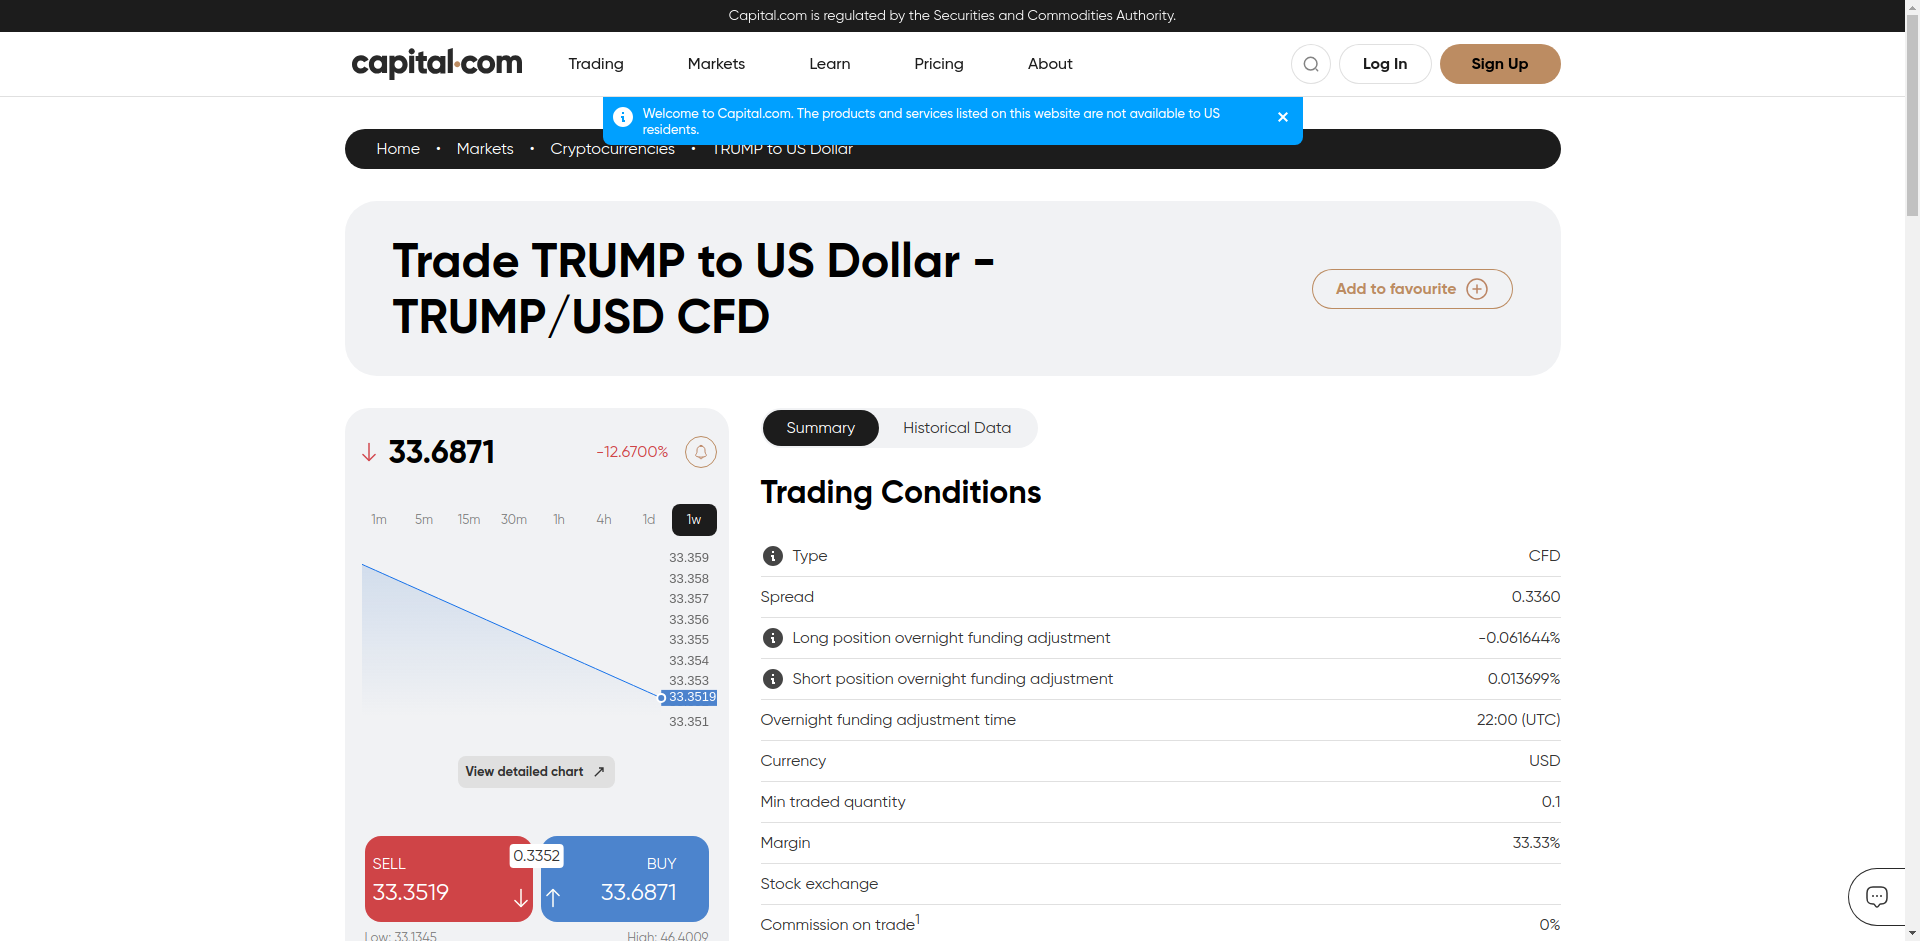 Capital.com is regulated by the Securities and Commodities Authority.
capital.com
Trading
Markets
Learn
Pricing
About
Log In
Sign Up
Welcome to Capital.com. The products and services listed on this website are not available to US
residents.
Home • Markets • Cryptocurrencies • TRUMP to US Dollar
Trade TRUMP to US Dollar -
TRUMP/USD CFD
Add to favourite
33.6871
-12.6700%
1m 5m 15m 30m 1h 4h 1d 1w
33.359
33.358
33.357
33.356
33.355
33.354
33.353
33.3519
33.351
View detailed chart
SELL
33.3519
0.3352
BUY
33.6871
Low: 33.1345
High: 46.4009
Summary
Historical Data
Trading Conditions
Type CFD
Spread 0.3360
Long position overnight funding adjustment -0.061644%
Short position overnight funding adjustment 0.013699%
Overnight funding adjustment time 22:00 (UTC)
Currency USD
Min traded quantity 0.1
Margin 33.33%
Stock exchange
Commission on trade1 0%